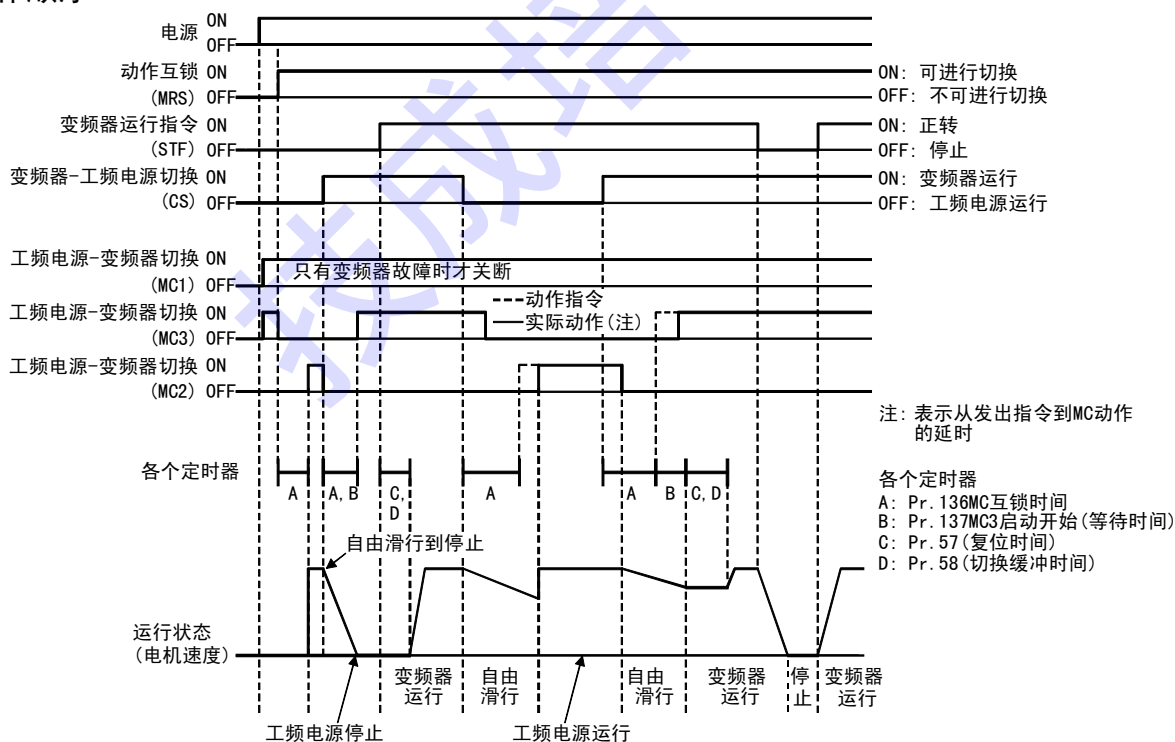 电源 ON
OFF
动作互锁 ON
(MRS) OFF
ON: 可进行切换
OFF: 不可进行切换
变频器运行指令 ON
(STF) OFF
ON: 正转
OFF: 停止
变频器-工频电源切换 ON
(CS) OFF
ON: 变频器运行
OFF: 工频电源运行
工频电源-变频器切换 ON
(MC1) OFF
只有变频器故障时才关断
动作指令
工频电源-变频器切换 ON
实际动作(注)
(MC3) OFF
工频电源-变频器切换 ON
(MC2) OFF
注: 表示从发出指令到MC动作
的延时
各个定时器
A
A, B
C,
D
A
A
B
C, D
各个定时器
A: Pr.136MC互锁时间
B: Pr.137MC3启动开始(等待时间)
C: Pr.57(复位时间)
D: Pr.58(切换缓冲时间)
自由滑行到停止
运行状态
(电机速度)
变频器
运行
自由
滑行
自由
滑行
变频器
运行
停
止
变频器
运行
工频电源停止
工频电源运行
技成培